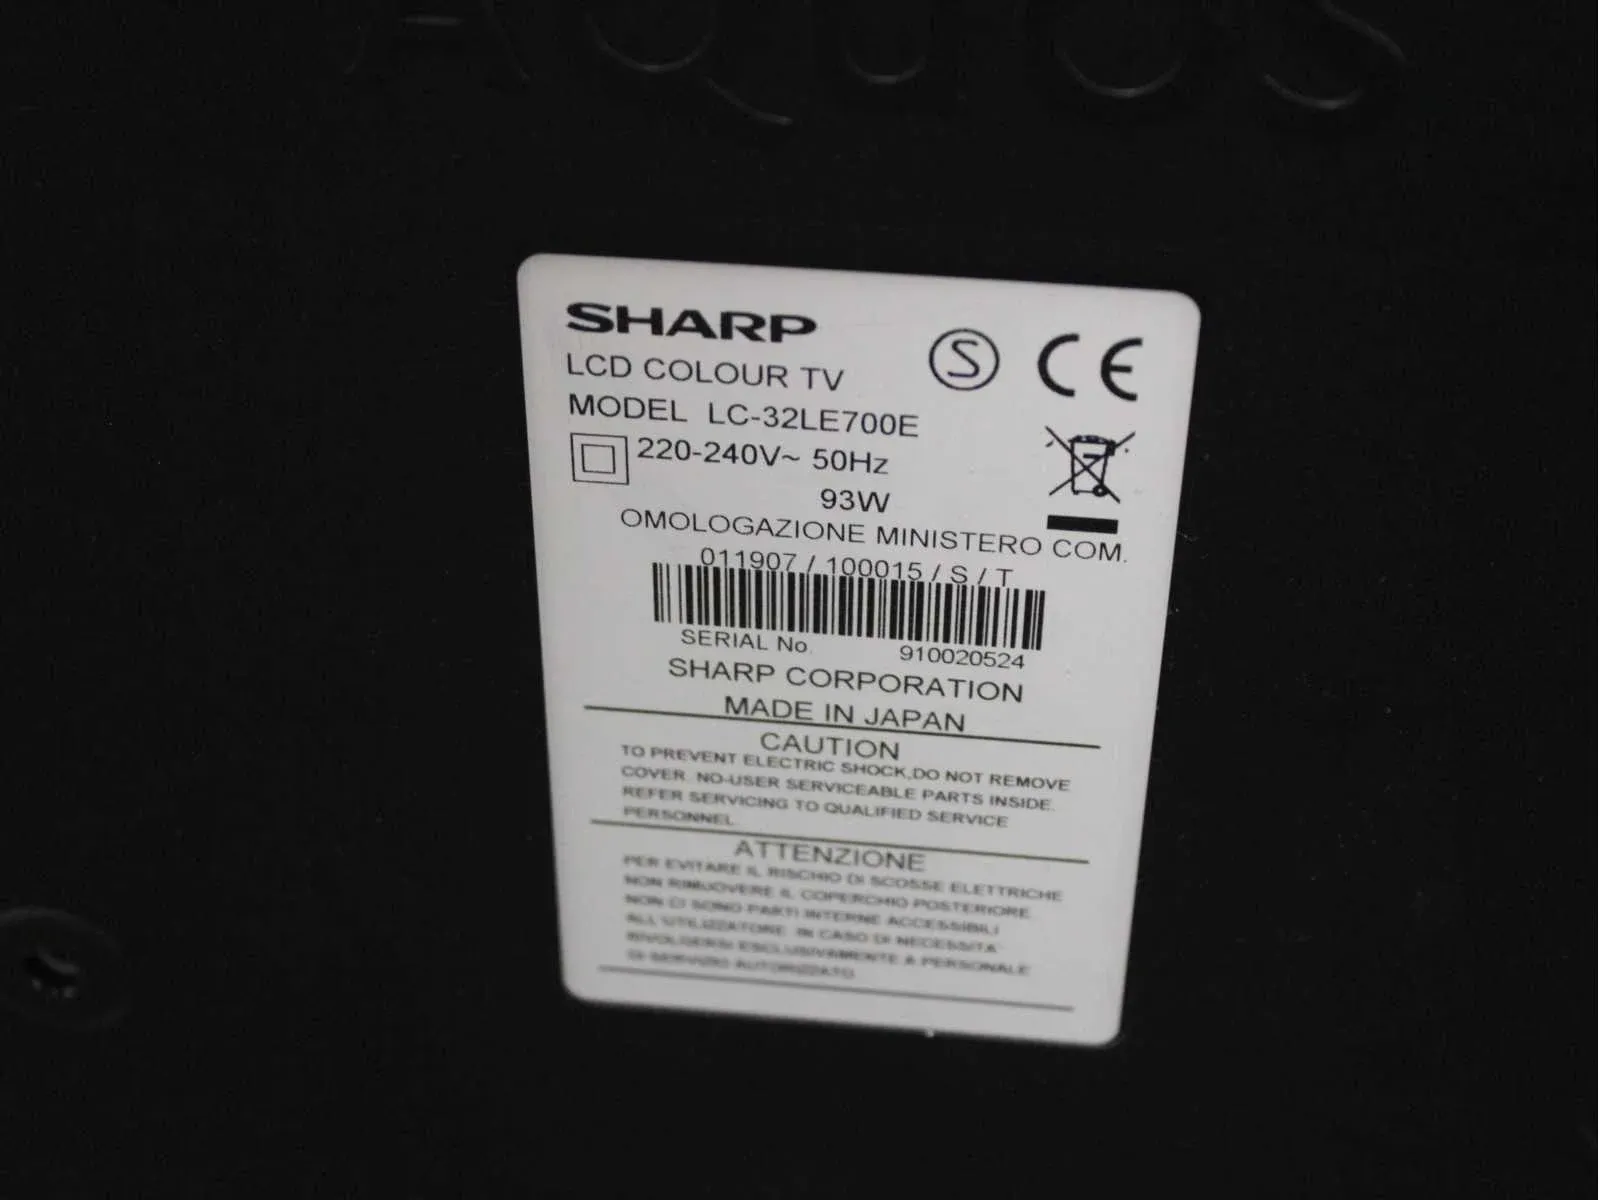 AQUOS
SHARP
LCD COLOUR TV
MODEL LC-32LE700E
220-240V~ 50Hz
93W
OMOLOGAZIONE MINISTERO COM.
011907 / 100015 / S / T
SERIAL No. 910020524
SHARP CORPORATION
MADE IN JAPAN
CAUTION
TO PREVENT ELECTRIC SHOCK,DO NOT REMOVE
COVER. NO-USER SERVICEABLE PARTS INSIDE.
REFER SERVICING TO QUALIFIED SERVICE
PERSONNEL.
ATTENZIONE
PER EVITARE IL RISCHIO DI SCOSSE ELETTRICHE
NON RIMUOVERE IL COPERCHIO POSTERIORE.
NON CI SONO PARTI INTERNE ACCESSIBILI
ALL'UTILIZZATORE. IN CASO DI NECESSITA'
RIVOLGERSI ESCLUSIVAMENTE A PERSONALE
DI SERVIZIO AUTORIZZATO.